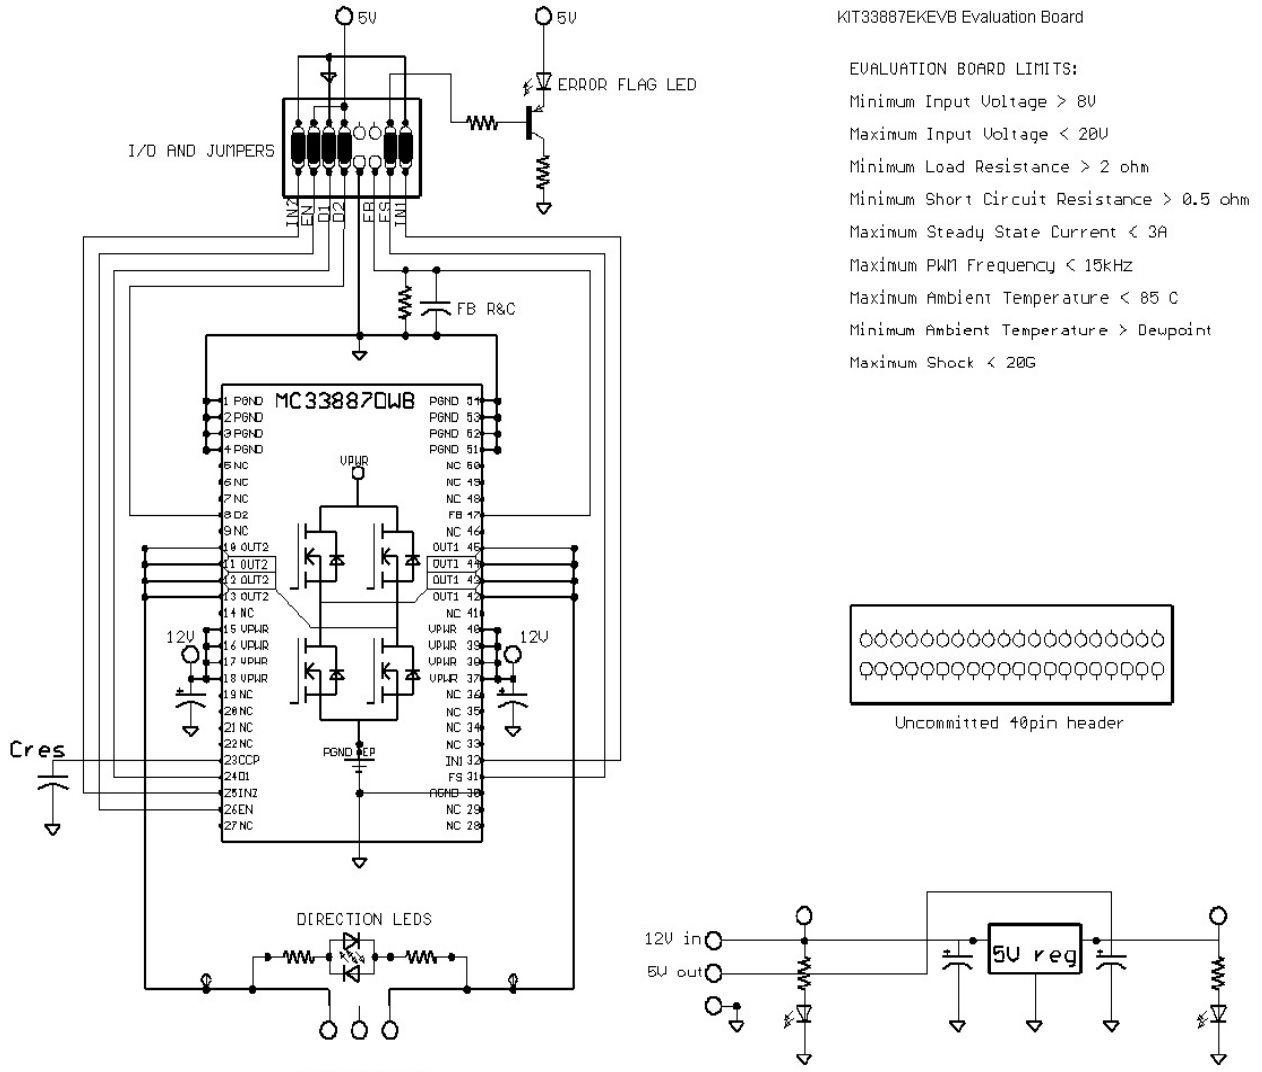 5V
5V
KIT33887EKEVB Evaluation Board
EVALUATION BOARD LIMITS:
Minimum Input Voltage > 8V
Maximum Input Voltage < 20V
Minimum Load Resistance > 2 ohm
Minimum Short Circuit Resistance > 0.5 ohm
Maximum Steady State Current < 3A
Maximum PWM Frequency < 15kHz
Maximum Ambient Temperature < 85 C
Minimum Ambient Temperature > Dewpoint
Maximum Shock < 20G
ERROR FLAG LED
I/O AND JUMPERS
IN2
EN
D1
D2
FB
FS
IN1
FB R&C
MC33887DWB
1 PGND PGND 54
2 PGND PGND 53
3 PGND PGND 52
4 PGND PGND 51
5 NC NC 50
6 NC NC 49
7 NC NC 48
8 D2 FB 47
9 NC NC 46
10 OUT2 OUT1 45
11 OUT2 OUT1 44
12 OUT2 OUT1 43
13 OUT2 OUT1 42
14 NC NC 41
15 VPWR VPWR 40
16 VPWR VPWR 39
17 VPWR VPWR 38
18 VPWR VPWR 37
19 NC NC 36
20 NC NC 35
21 NC NC 34
22 NC NC 33
23 CCP IN1 32
24 D1 FS 31
25 IN2 AGND 30
26 EN NC 29
27 NC NC 28
VPWR
12V
12V
PGND EP
Cres
Uncommitted 40pin header
DIRECTION LEDS
12V in
5V out
5V reg